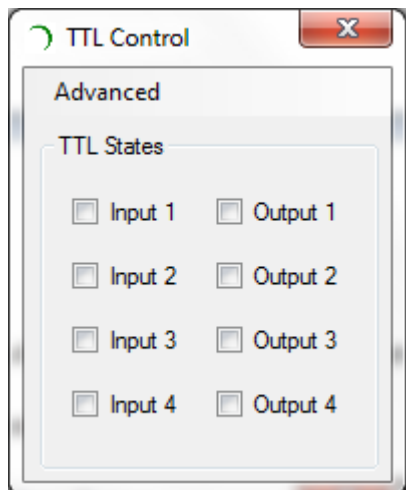 TTL Control
Advanced
TTL States
Input 1 Output 1
Input 2 Output 2
Input 3 Output 3
Input 4 Output 4